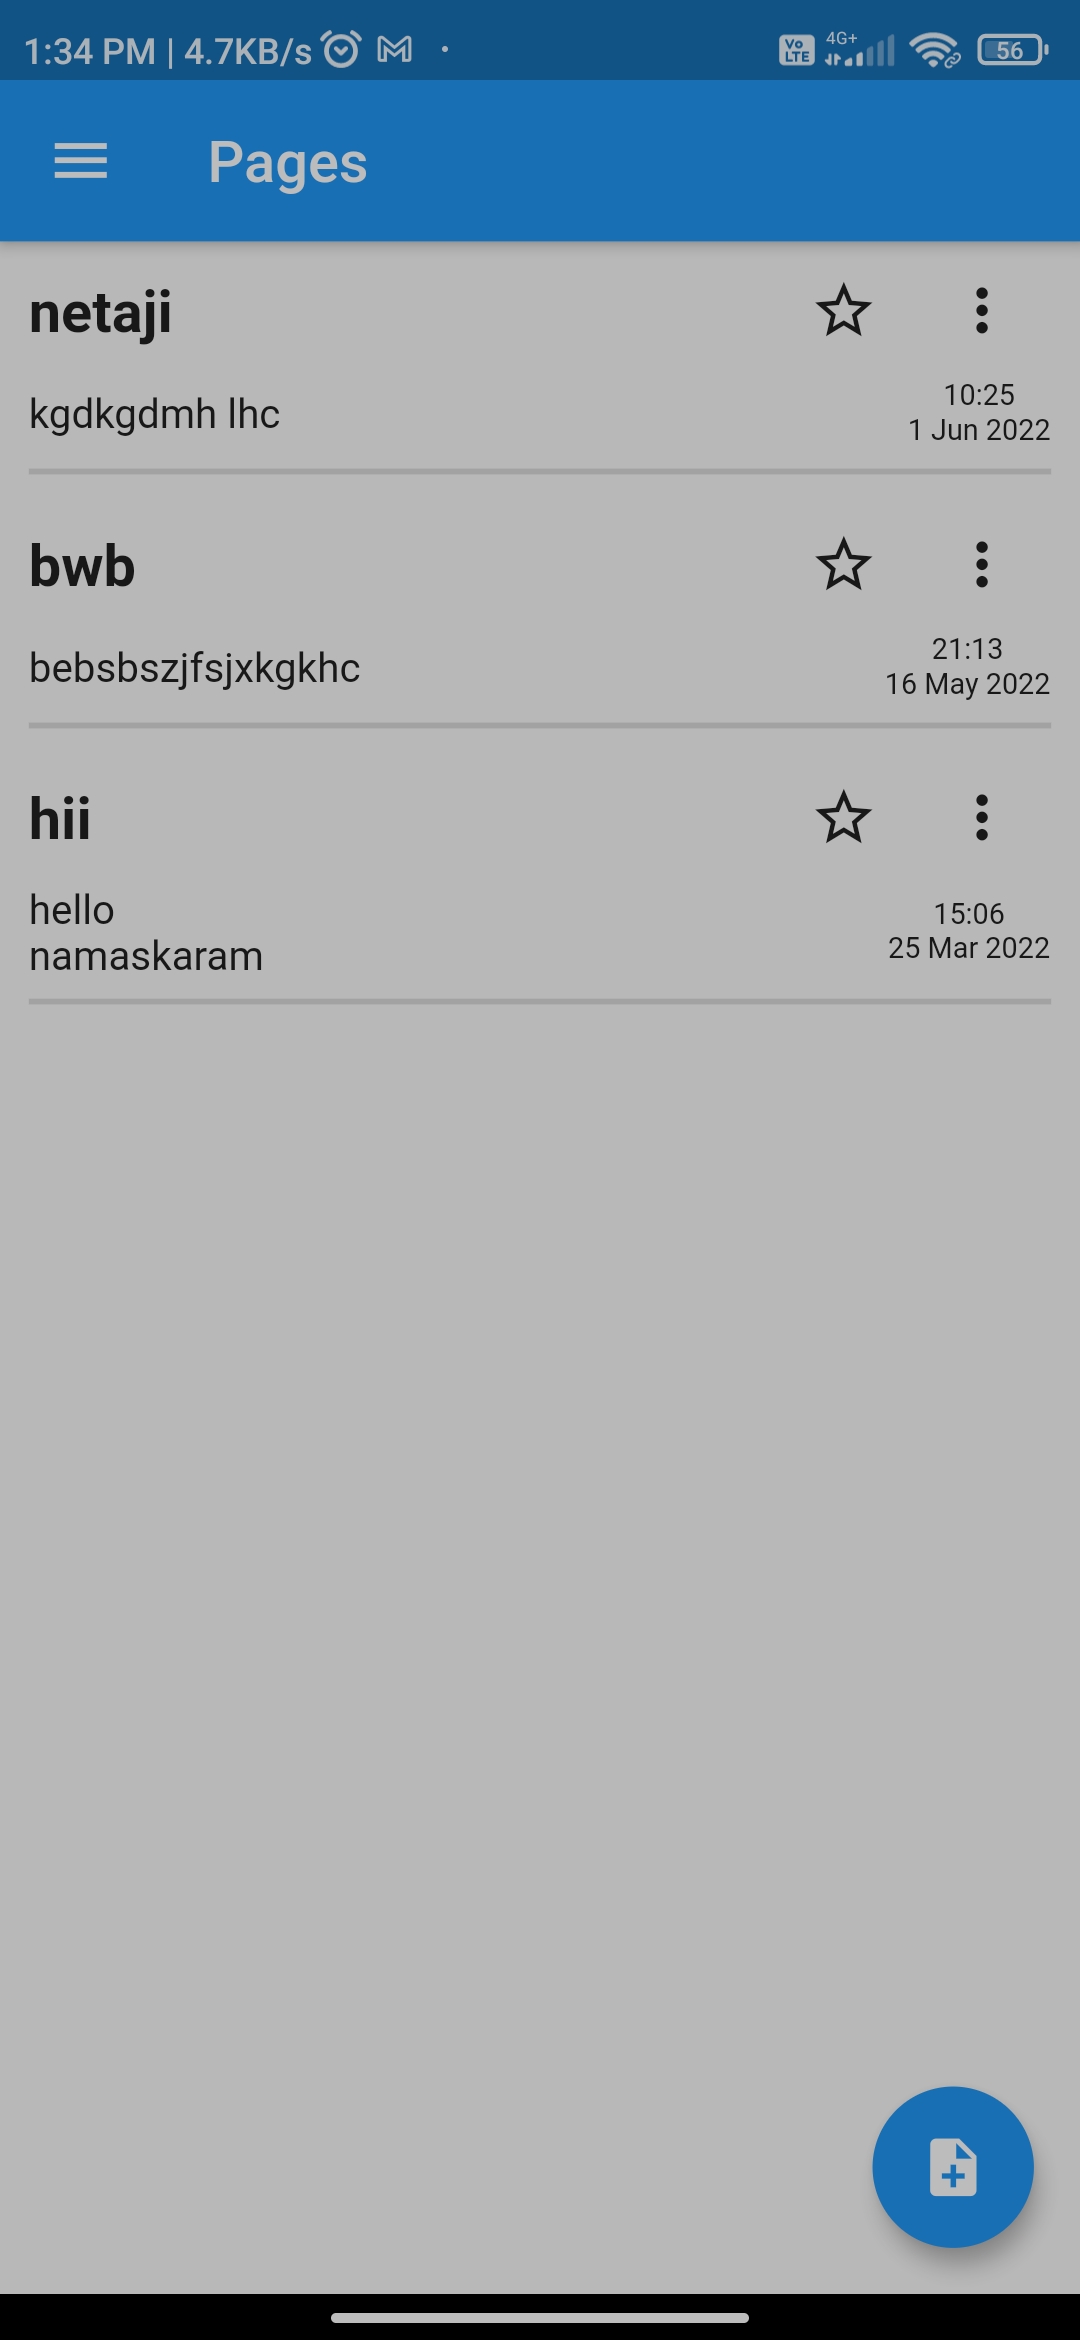 1:34 PM | 4.7KB/s
Vo LTE
4G+
56
Pages
netaji
kgdkgdmh lhc
10:25
1 Jun 2022
bwb
bebsbszjfsjxkgkhc
21:13
16 May 2022
hii
hello
namaskaram
15:06
25 Mar 2022